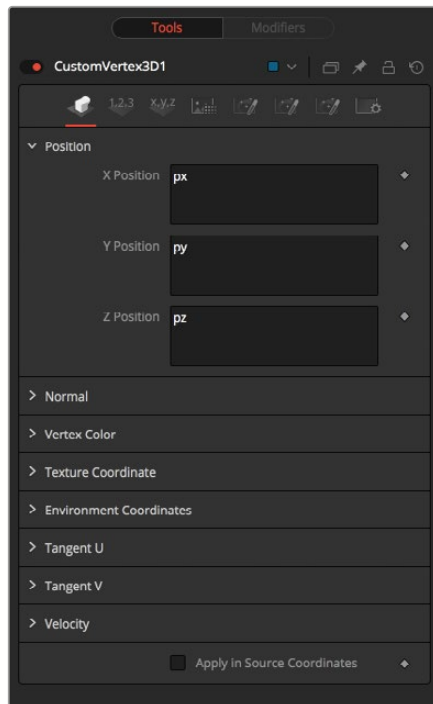 Tools
Modifiers
CustomVertex3D1
1,2,3
x,y,z
Position
X Position
px
Y Position
py
Z Position
pz
Normal
Vertex Color
Texture Coordinate
Environment Coordinates
Tangent U
Tangent V
Velocity
Apply in Source Coordinates